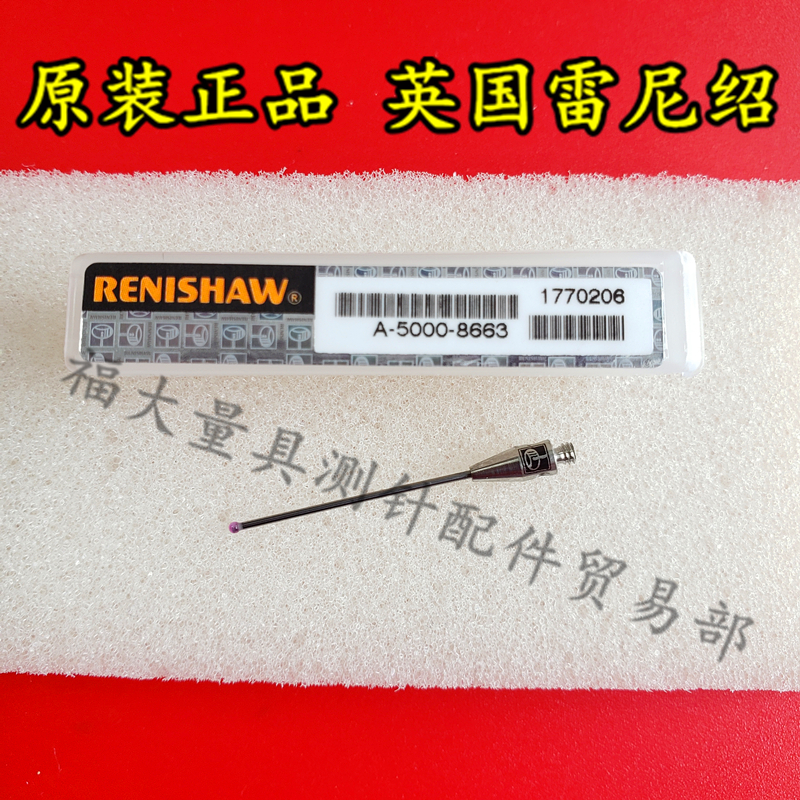 原装正品 英国雷尼绍
RENISHAW®
A-5000-8663
1770206
福大量具测针配件贸易部